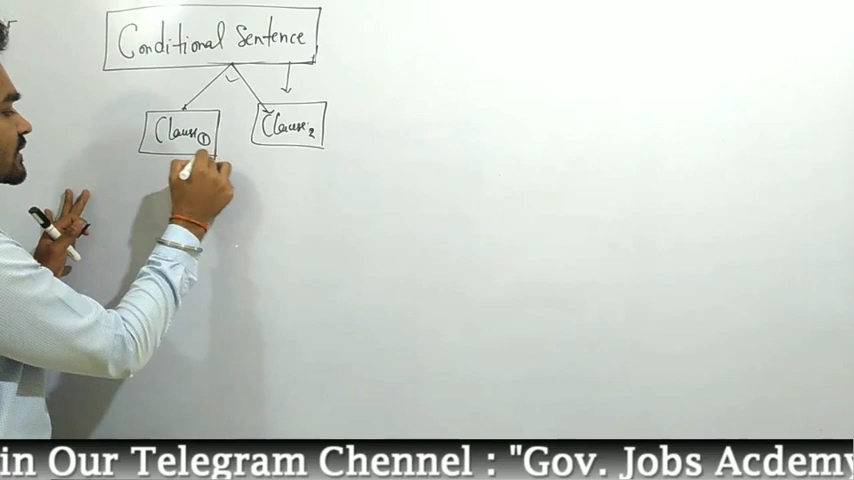 Conditional Sentence
Clause 1
Clause 2
in Our Telegram Chennel : "Gov. Jobs Acdemy